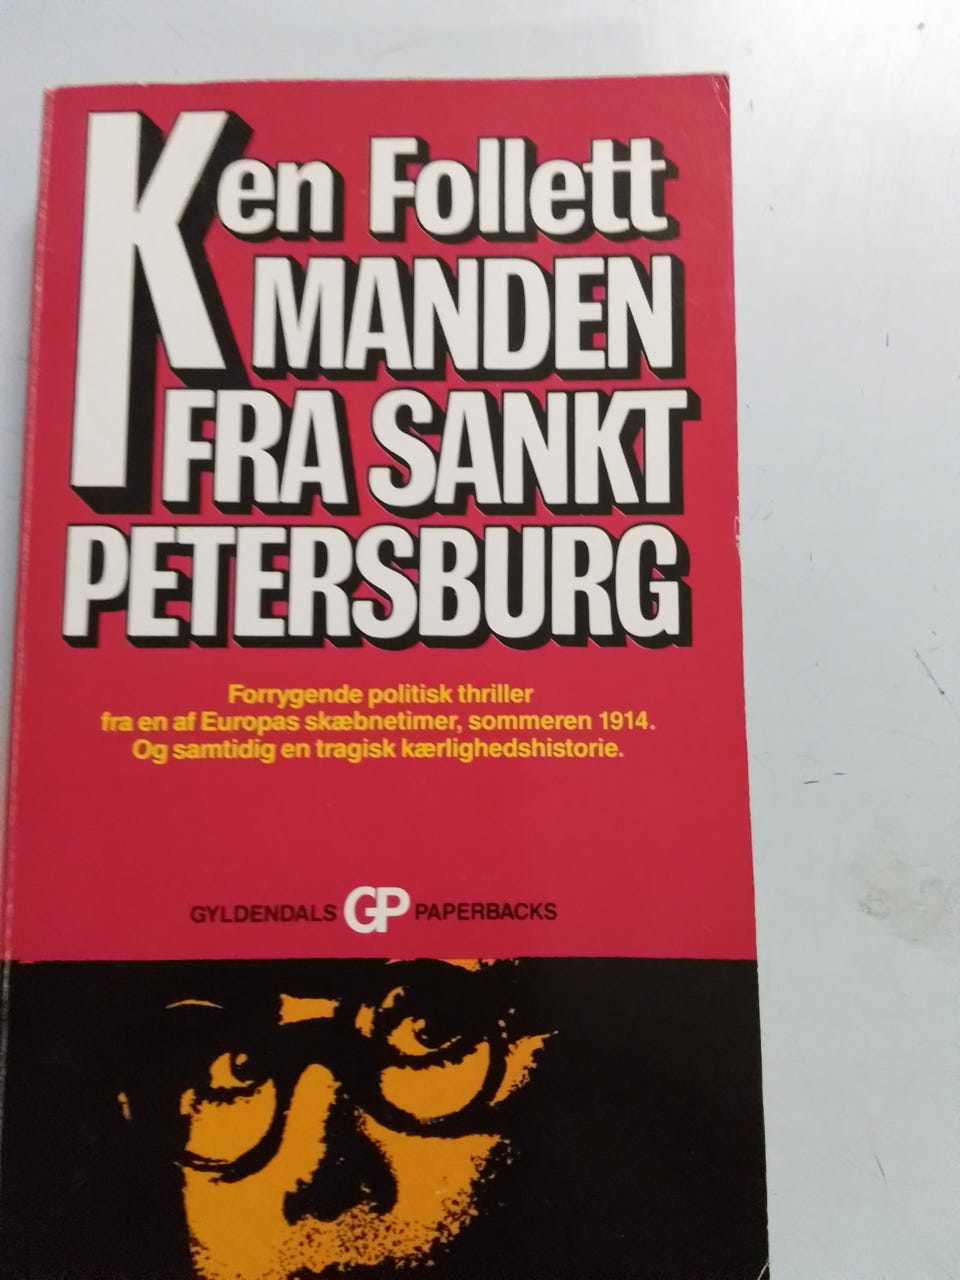 Ken Follett
MANDEN
FRA SANKT
PETERSBURG
Forrygende politisk thriller
fra en af Europas skæbnetimer, sommeren 1914.
Og samtidig en tragisk kærlighedshistorie.
GYLDENDALS GP PAPERBACKS